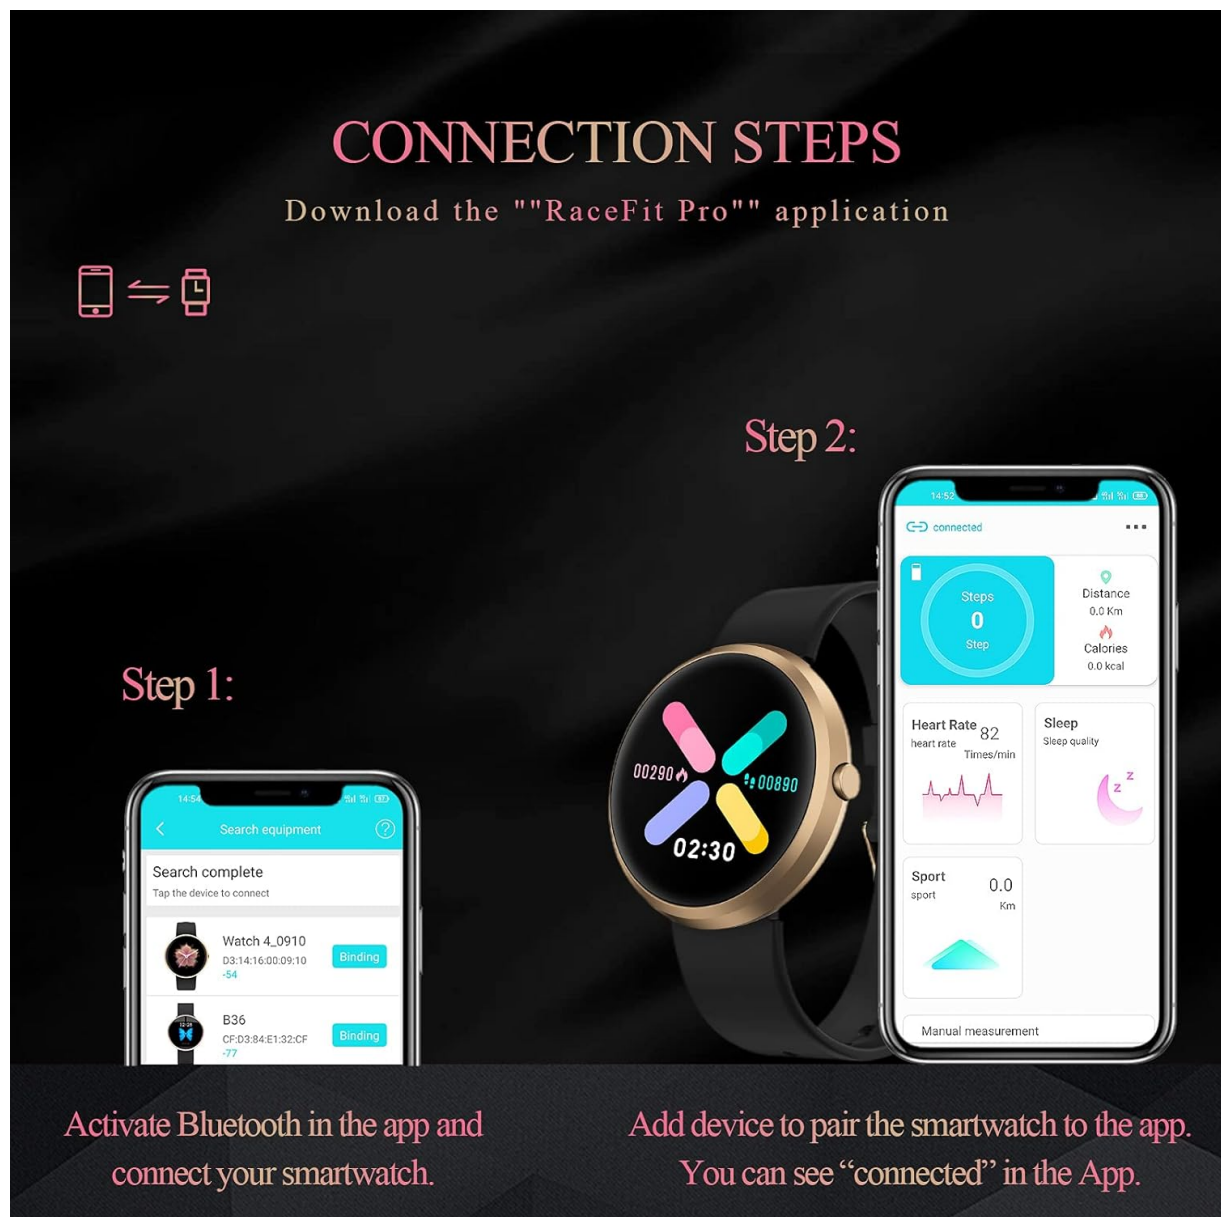 CONNECTION STEPS
Download the ""RaceFit Pro"" application
Step 1:
14:54
Search equipment
?
Search complete
Tap the device to connect
Watch 4_0910
D3:14:16:00:09:10
-54
Binding
B36
CF:D3:84:E1:32:CF
-77
Binding
Activate Bluetooth in the app and
connect your smartwatch.
Step 2:
00290
00890
02:30
14:52
connected
Steps
0
Step
Distance
0.0 Km
Calories
0.0 kcal
Heart Rate
heart rate
82
Times/min
Sleep
Sleep quality
z
z
Sport
sport
0.0
Km
Manual measurement
Add device to pair the smartwatch to the app.
You can see “connected” in the App.